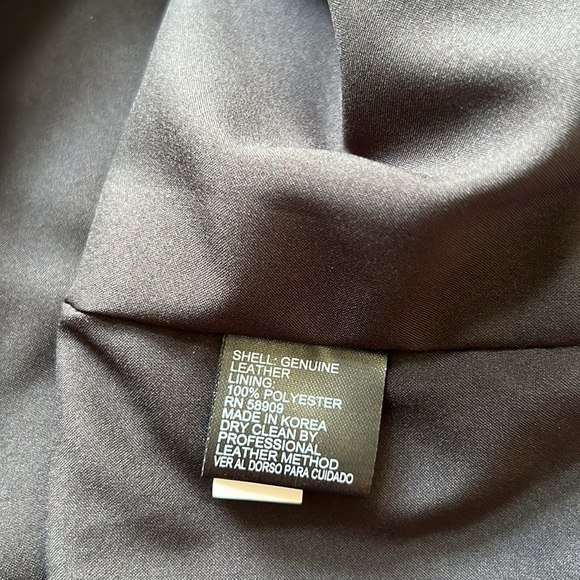 SHELL: GENUINE
LEATHER
LINING:
100% POLYESTER
RN 58909
MADE IN KOREA
DRY CLEAN BY
PROFESSIONAL
LEATHER METHOD
VER AL DORSO PARA CUIDADO